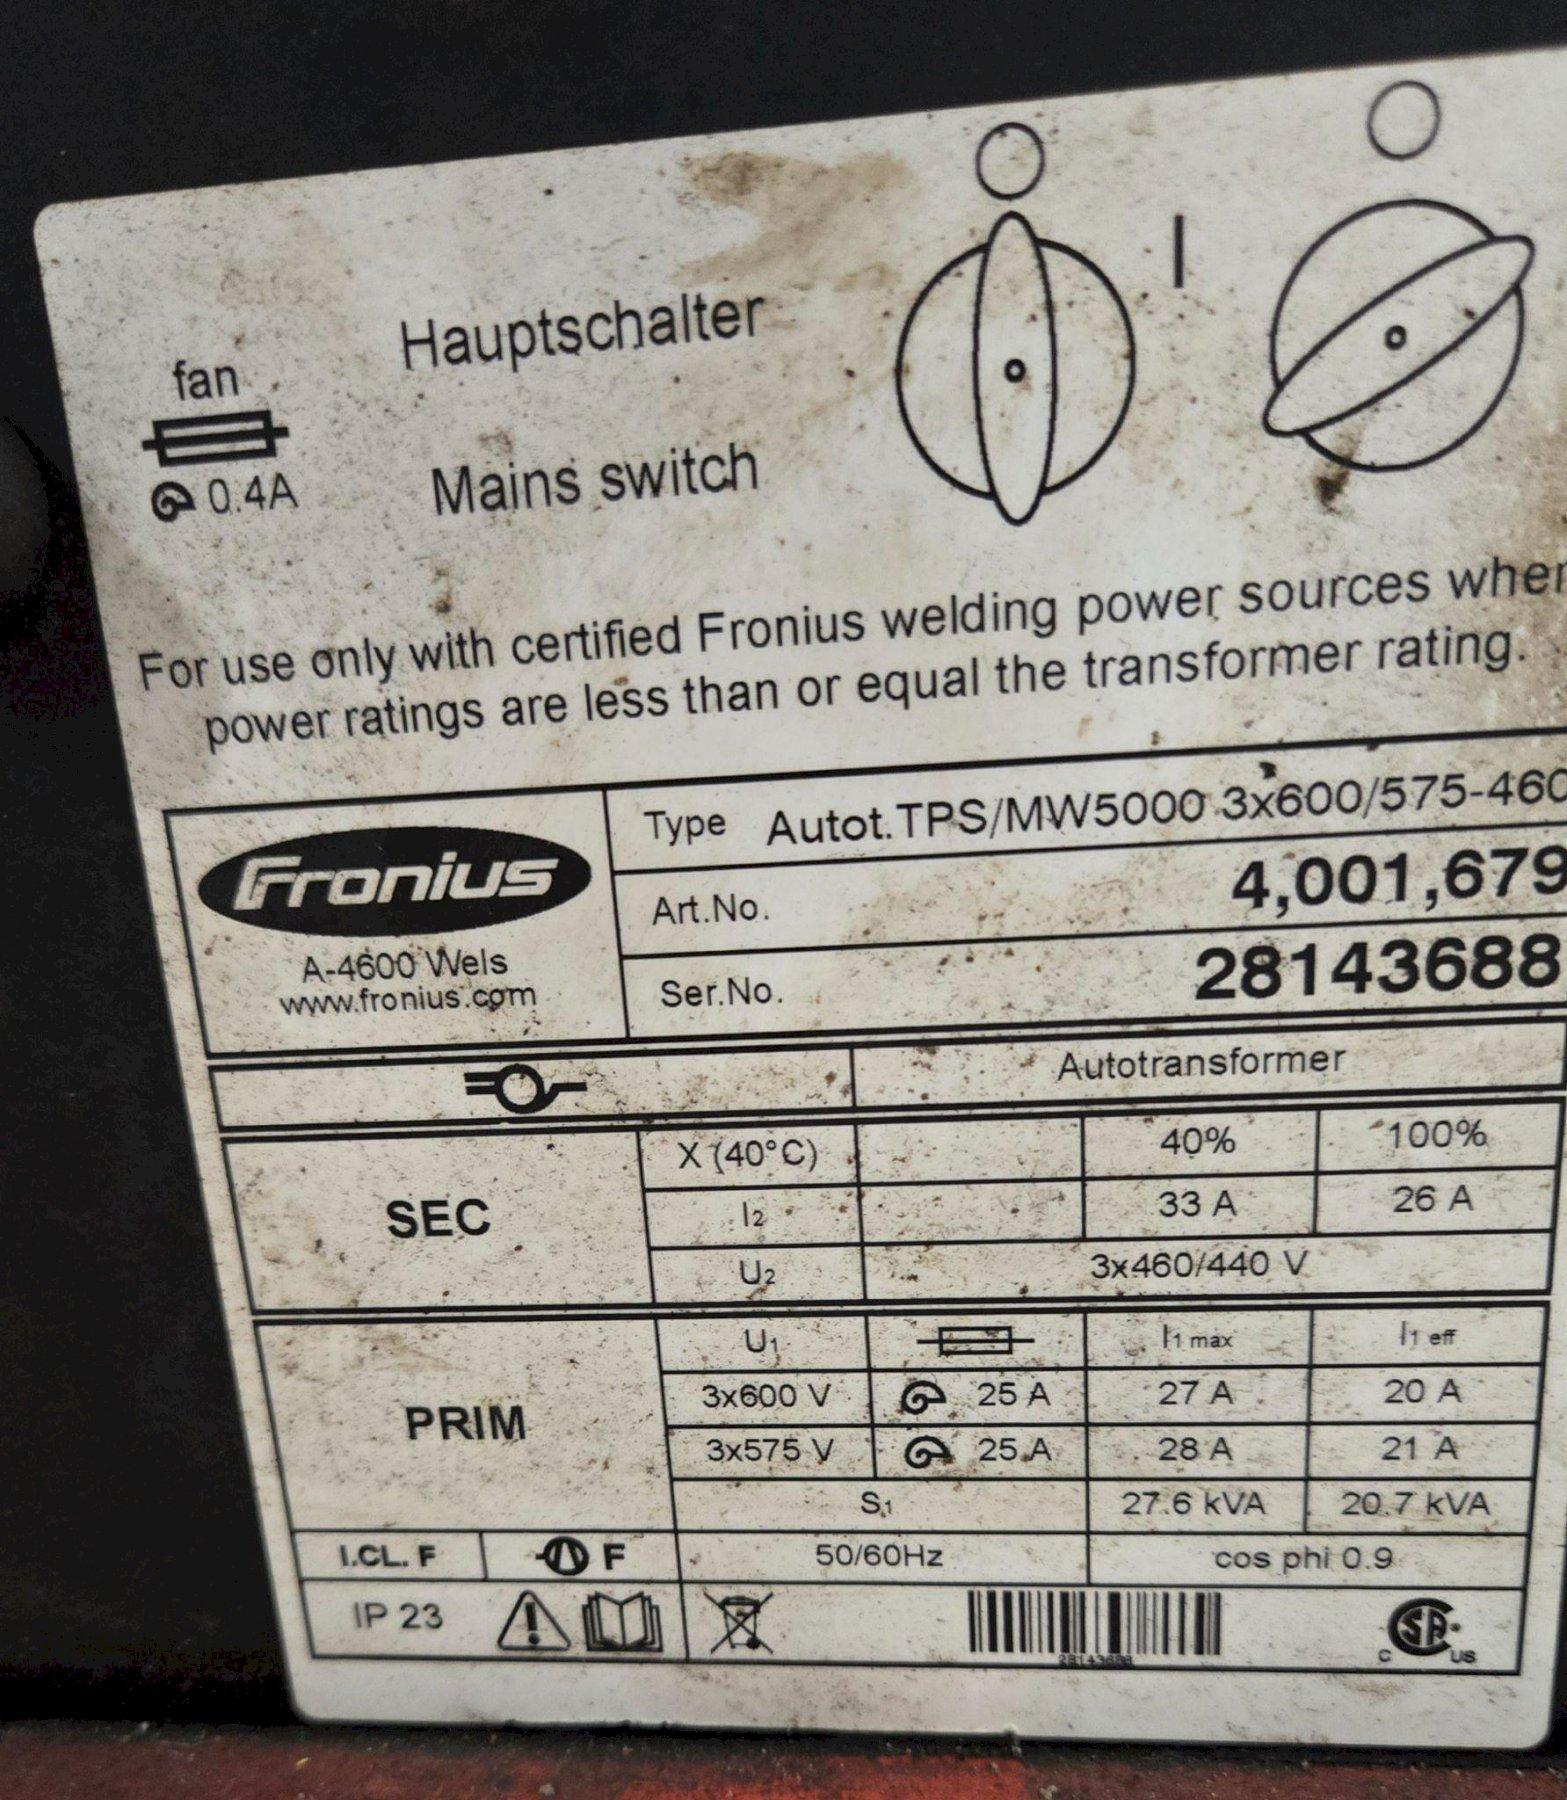 Hauptschalter
fan
0.4A
Mains switch
I
For use only with certified Fronius welding power sources
power ratings are less than or equal the transformer rating.
Type Autot.TPS/MW5000 3x600/575-460
Fronius
Art.No. 4,001,679
A-4600 Wels
www.fronius.com
Ser.No. 28143688
Autotransformer
SEC
X (40°C) 40% 100%
I2 33 A 26 A
U2 3x460/440 V
PRIM
U1 I1 max I1 eff
3x600 V 25 A 27 A 20 A
3x575 V 25 A 28 A 21 A
S1 27.6 kVA 20.7 kVA
I.CL. F F 50/60Hz cos phi 0.9
IP 23
28143688
C SA US